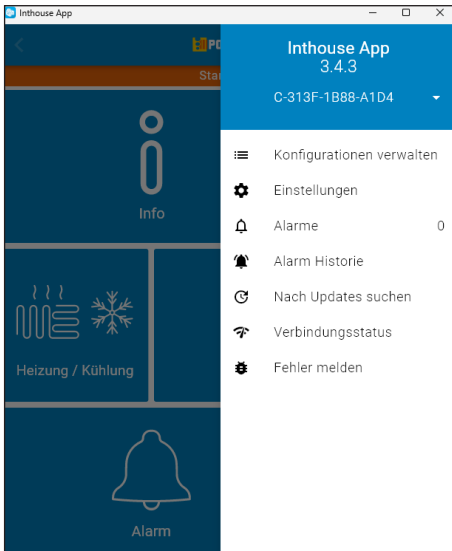 Inthouse App
Inthouse App
3.4.3
C-313F-1B88-A1D4
Konfigurationen verwalten
Einstellungen
Alarme 0
Alarm Historie
Nach Updates suchen
Verbindungsstatus
Fehler melden
Info
Heizung / Kühlung
Alarm